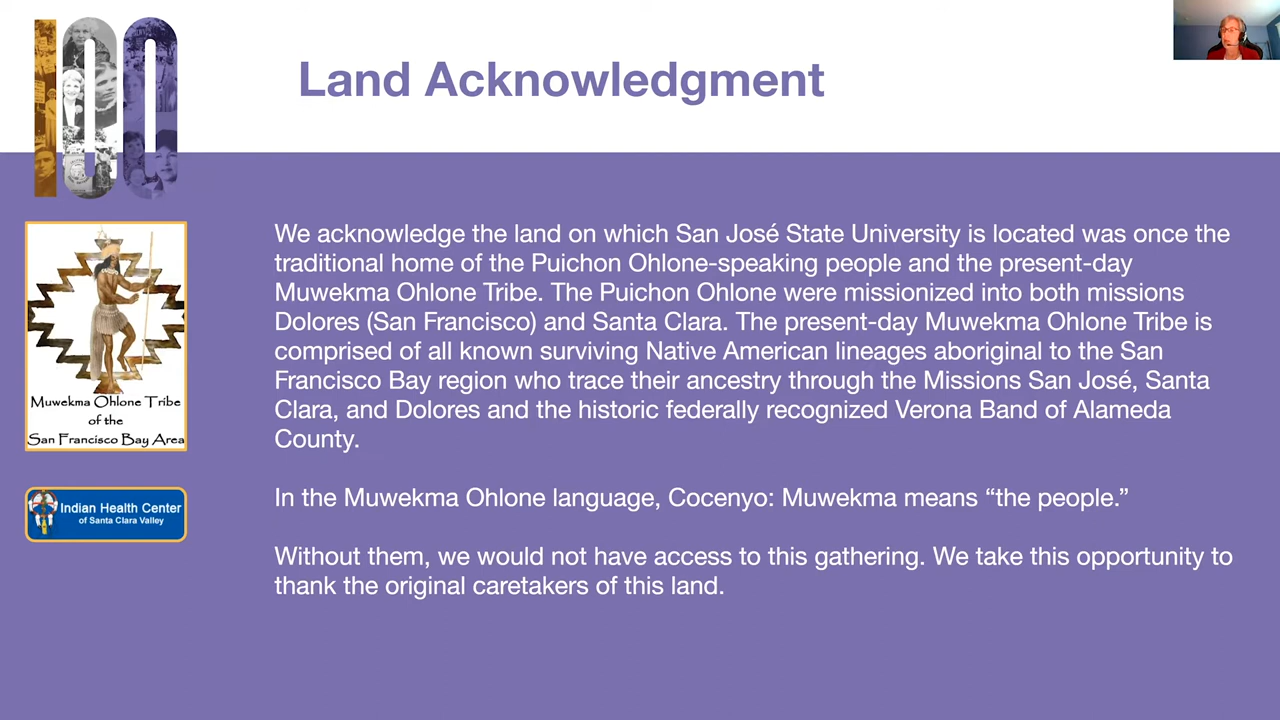 100
Land Acknowledgment
We acknowledge the land on which San José State University is located was once the
traditional home of the Puichon Ohlone-speaking people and the present-day
Muwekma Ohlone Tribe. The Puichon Ohlone were missionized into both missions
Dolores (San Francisco) and Santa Clara. The present-day Muwekma Ohlone Tribe is
comprised of all known surviving Native American lineages aboriginal to the San
Francisco Bay region who trace their ancestry through the Missions San José, Santa
Clara, and Dolores and the historic federally recognized Verona Band of Alameda
County.
In the Muwekma Ohlone language, Cocenyo: Muwekma means “the people.”
Without them, we would not have access to this gathering. We take this opportunity to
thank the original caretakers of this land.
Muwekma Ohlone Tribe
of the
San Francisco Bay Area
Indian Health Center
of Santa Clara Valley